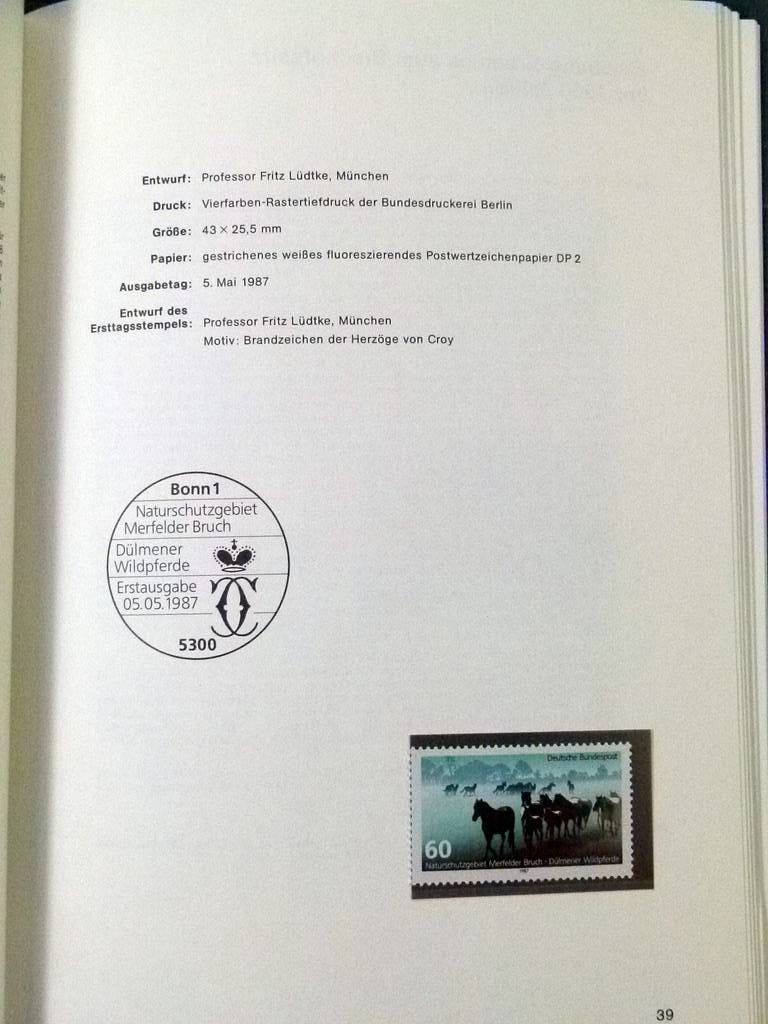 Entwurf: Professor Fritz Lüdtke, München
Druck: Vierfarben-Rastertiefdruck der Bundesdruckerei Berlin
Größe: 43 × 25,5 mm
Papier: gestrichenes weißes fluoreszierendes Postwertzeichenpapier DP 2
Ausgabetag: 5. Mai 1987
Entwurf des
Ersttagsstempels: Professor Fritz Lüdtke, München
Motiv: Brandzeichen der Herzöge von Croy
Bonn 1
Naturschutzgebiet
Merfelder Bruch
Dülmener
Wildpferde
Erstausgabe
05.05.1987
5300
Deutsche Bundespost
60
Naturschutzgebiet Merfelder Bruch - Dülmener Wildpferde
1987
39